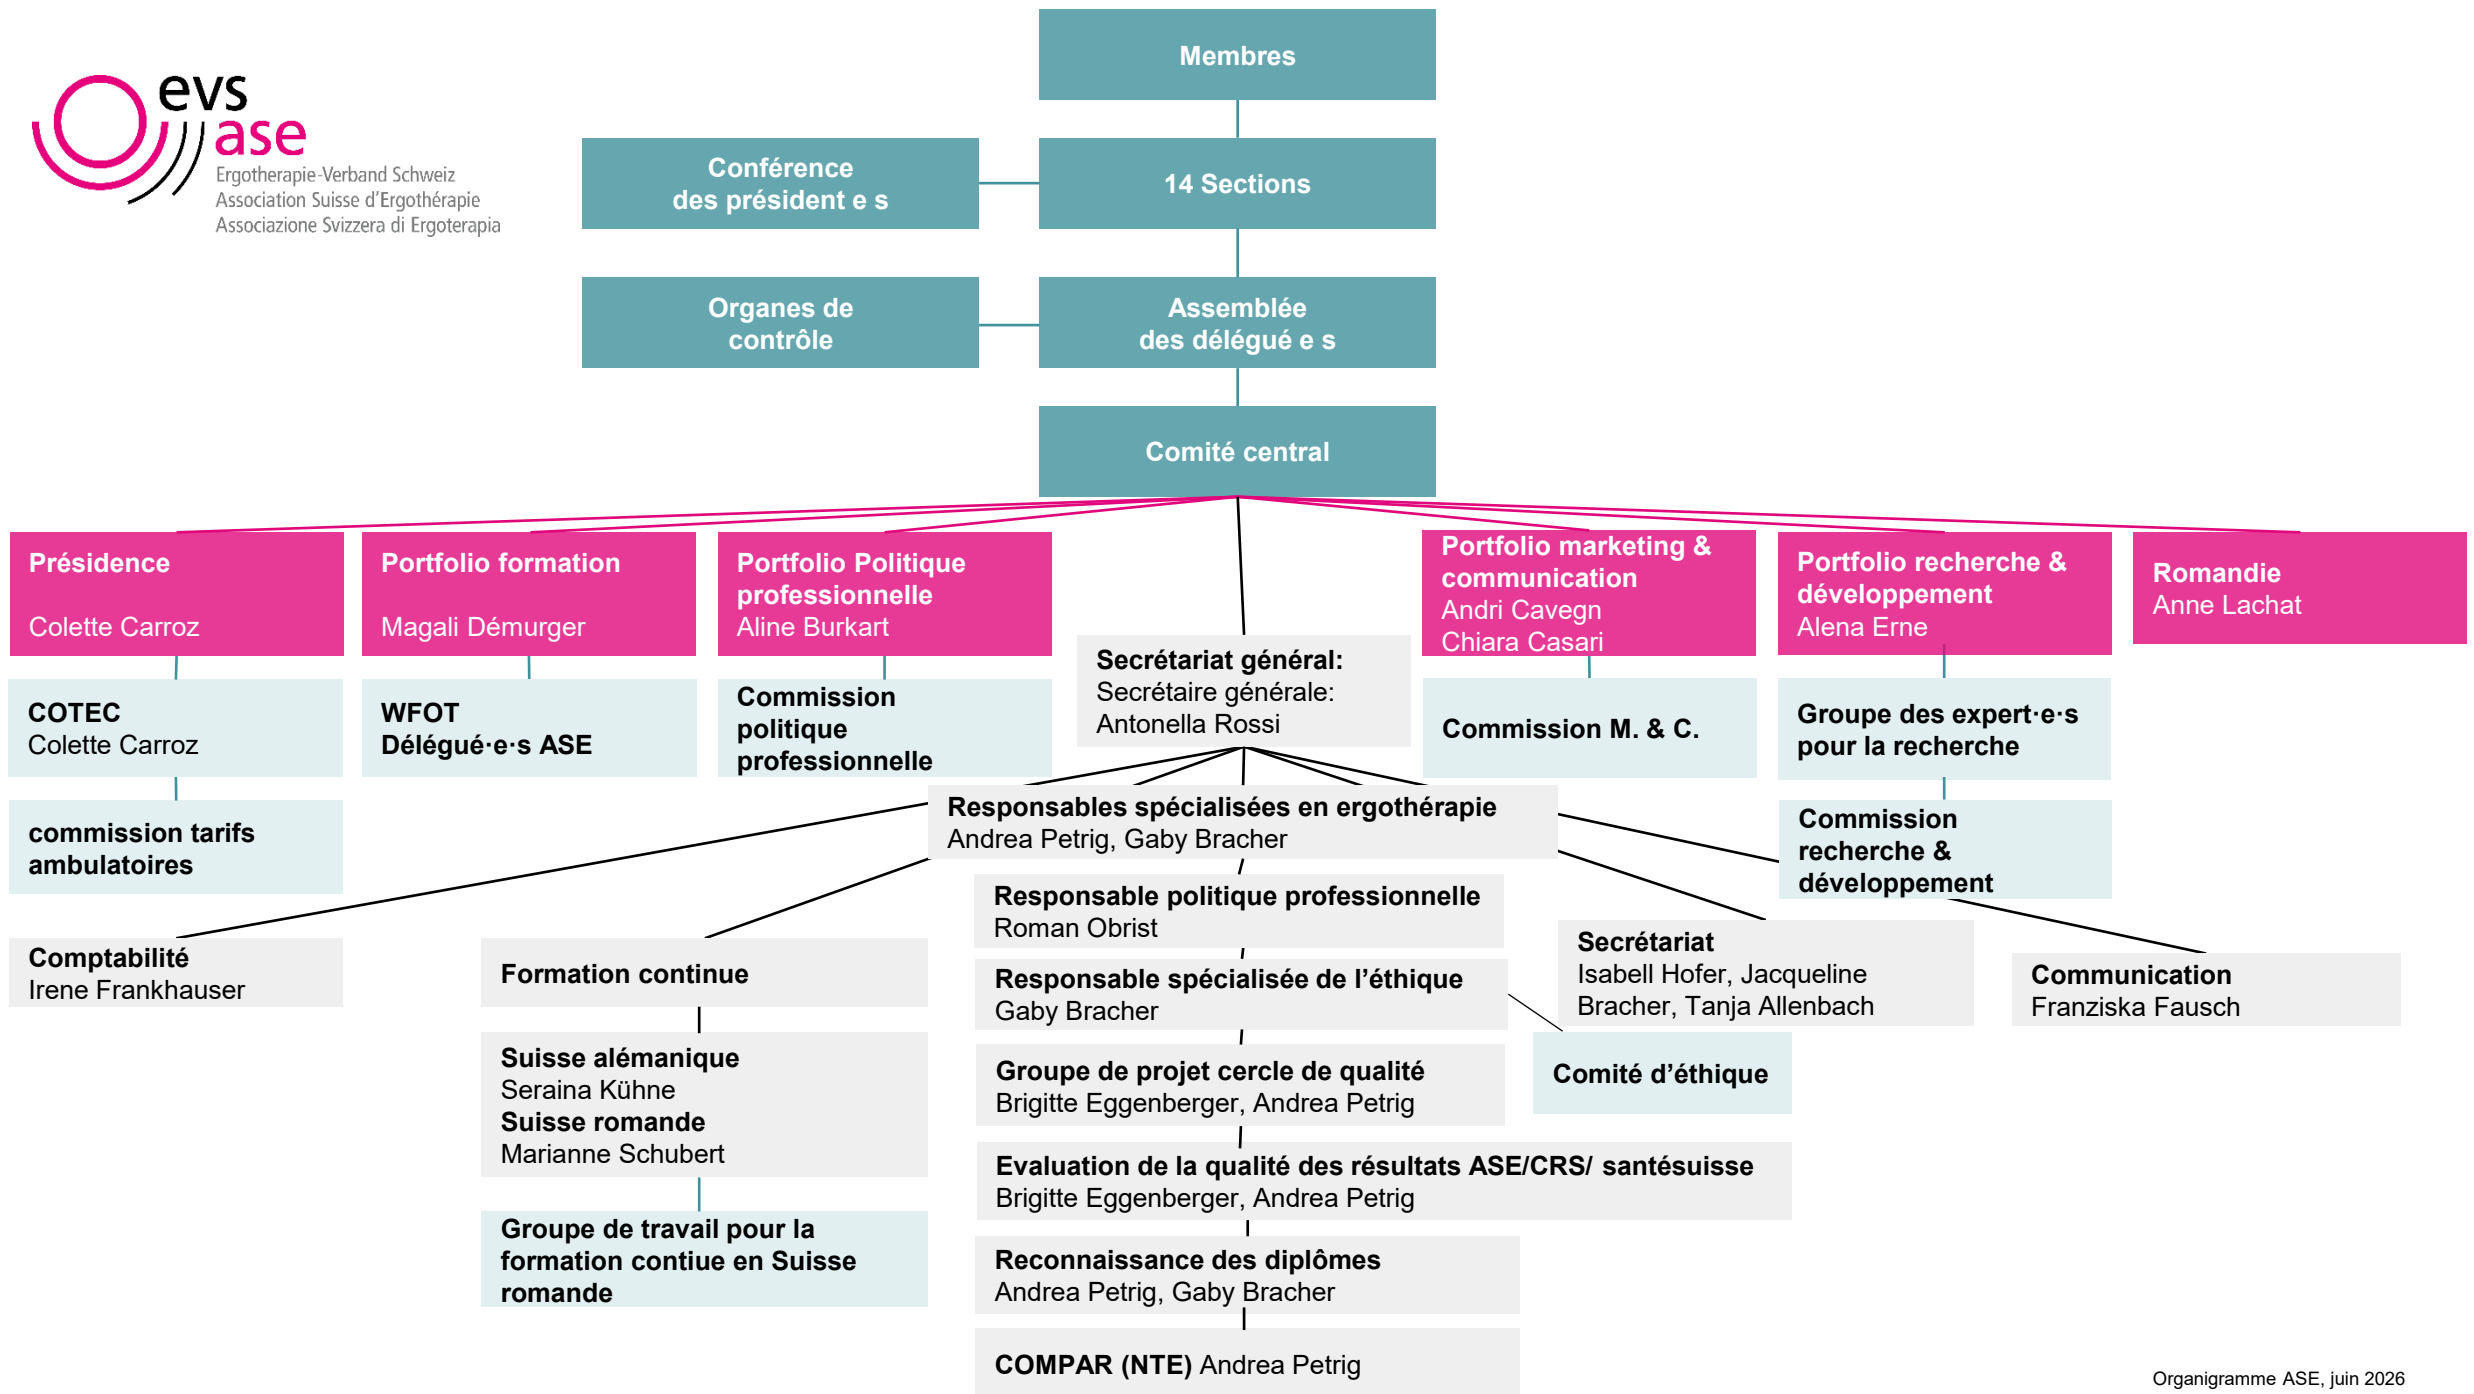 evs
ase
Ergotherapie-Verband Schweiz
Association Suisse d'Ergothérapie
Associazione Svizzera di Ergoterapia
Membres
Conférence
des président e s
14 Sections
Organes de
contrôle
Assemblée
des délégué e s
Comité central
Présidence
Colette Carroz
Portfolio formation
Magali Démurger
Portfolio Politique
professionnelle
Aline Burkart
Portfolio marketing &
communication
Andri Cavegn
Chiara Casari
Portfolio recherche &
développement
Alena Erne
Romandie
Anne Lachat
Secrétariat général:
Secrétaire générale:
Antonella Rossi
COTEC
Colette Carroz
WFOT
Délégué·e·s ASE
Commission
politique
professionnelle
Commission M. & C.
Groupe des expert·e·s
pour la recherche
commission tarifs
ambulatoires
Responsables spécialisées en ergothérapie
Andrea Petrig, Gaby Bracher
Commission
recherche &
développement
Responsable politique professionnelle
Roman Obrist
Comptabilité
Irene Frankhauser
Formation continue
Responsable spécialisée de l’éthique
Gaby Bracher
Secrétariat
Isabell Hofer, Jacqueline
Bracher, Tanja Allenbach
Communication
Franziska Fausch
Suisse alémanique
Seraina Kühne
Suisse romande
Marianne Schubert
Groupe de projet cercle de qualité
Brigitte Eggenberger, Andrea Petrig
Comité d’éthique
Evaluation de la qualité des résultats ASE/CRS/ santésuisse
Brigitte Eggenberger, Andrea Petrig
Groupe de travail pour la
formation contiue en Suisse
romande
Reconnaissance des diplômes
Andrea Petrig, Gaby Bracher
COMPAR (NTE) Andrea Petrig
Organigramme ASE, juin 2026